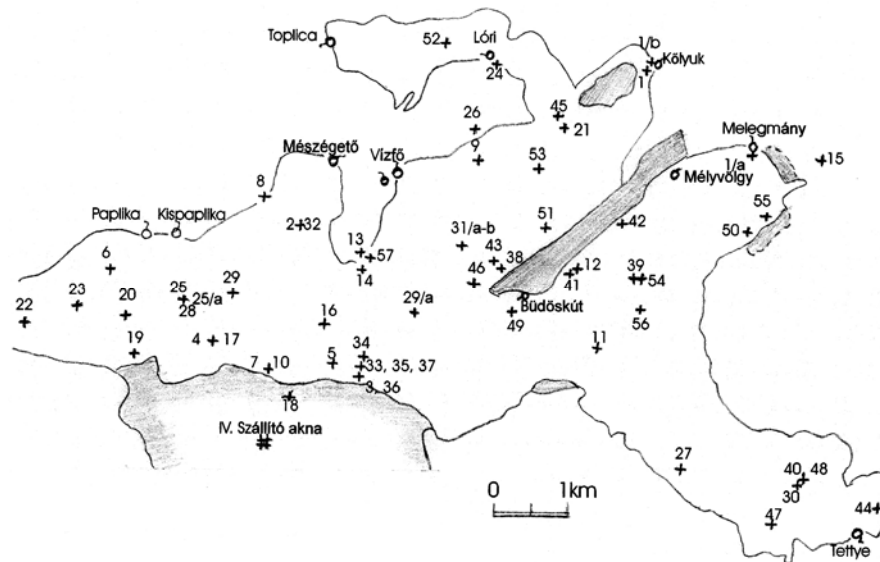 Toplica
52
Lóri
24
1/b
Kölyuk
1
45
21
26
9
53
Melegmány
1/a
15
Mészégető
Vízfő
Mélyvölgy
8
2
32
Paplika
Kispaplika
55
50
51
42
31/a-b
13
57
14
43
38
46
12
41
39
54
6
25
25/a
28
29
22
23
20
16
29/a
Büdöskút
49
56
19
4
17
34
5
33, 35, 37
3, 36
11
7
10
18
IV. Szállító akna
0
1km
27
40
48
30
47
44
Tettye